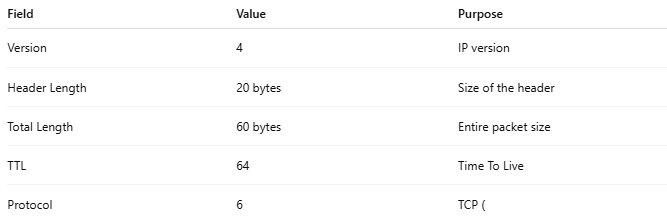 Field Value Purpose
Version 4 IP version
Header Length 20 bytes Size of the header
Total Length 60 bytes Entire packet size
TTL 64 Time To Live
Protocol 6 TCP (